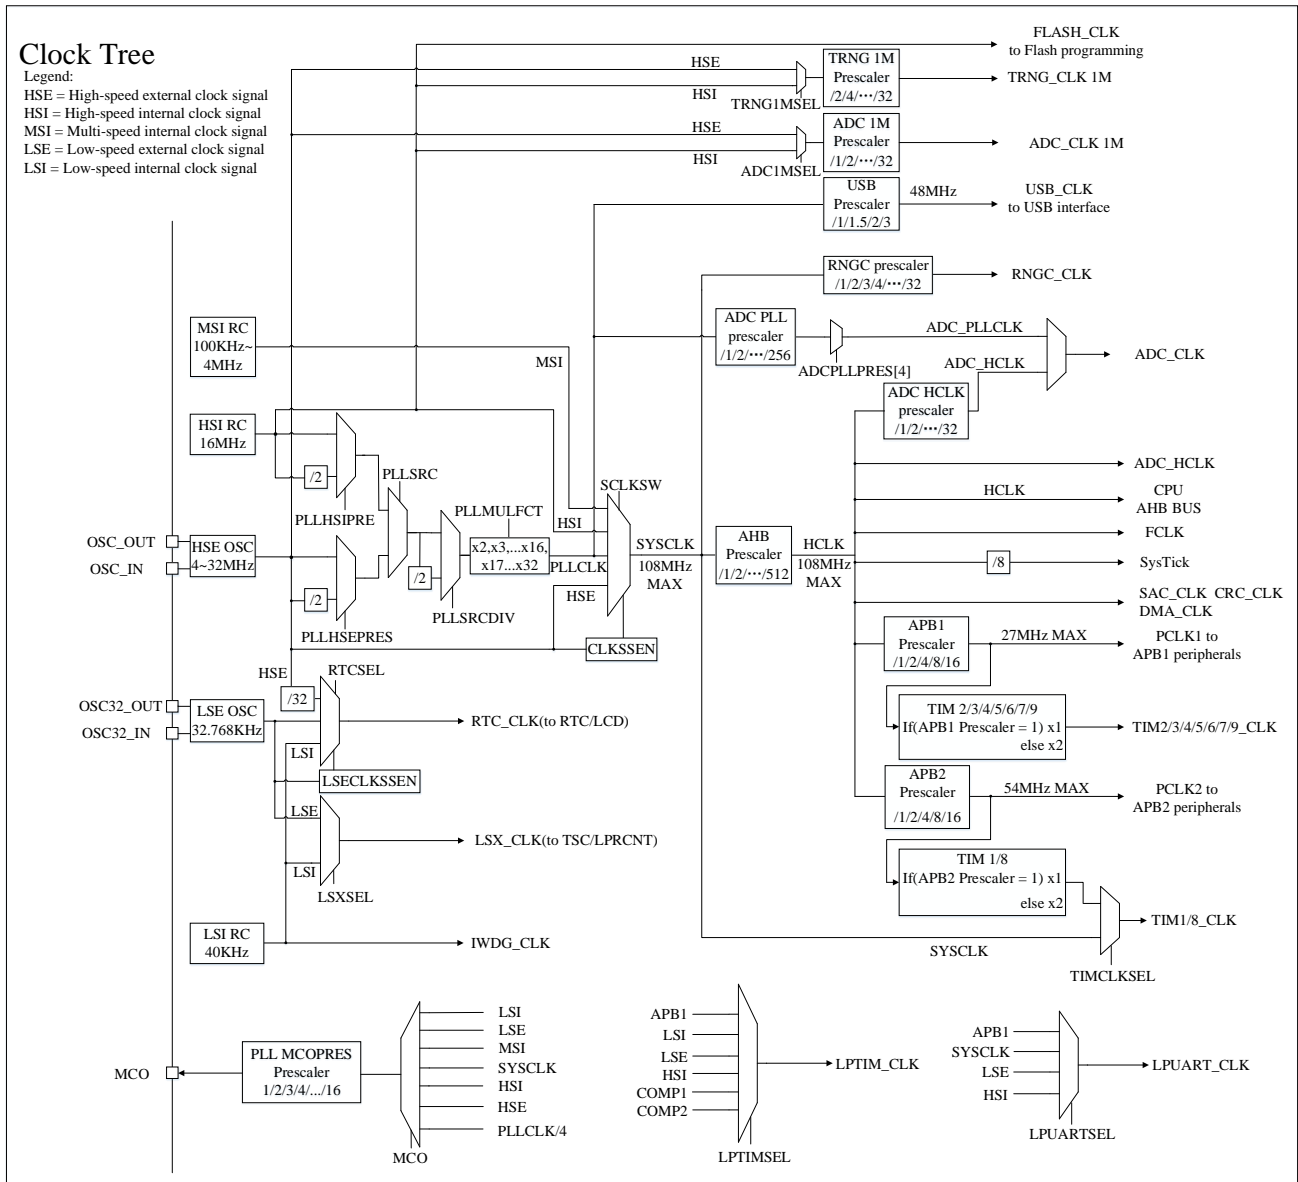 Clock Tree
Legend:
HSE = High-speed external clock signal
HSI = High-speed internal clock signal
MSI = Multi-speed internal clock signal
LSE = Low-speed external clock signal
LSI = Low-speed internal clock signal
FLASH_CLK
to Flash programming
HSE
HSI
TRNG1MSEL
TRNG 1M
Prescaler
/2/4/···/32
TRNG_CLK 1M
HSE
HSI
ADC1MSEL
ADC 1M
Prescaler
/1/2/···/32
ADC_CLK 1M
USB
Prescaler
/1/1.5/2/3
48MHz
USB_CLK
to USB interface
RNGC prescaler
/1/2/3/4/···/32
RNGC_CLK
MSI RC
100KHz~
4MHz
MSI
ADC PLL
prescaler
/1/2/···/256
ADCPLLPRES[4]
ADC_PLLCLK
ADC_HCLK
ADC_CLK
ADC HCLK
prescaler
/1/2/···/32
HSI RC
16MHz
/2
PLLHSIPRE
PLLSRC
PLLMULFCT
x2,x3,...x16,
x17...x32
/2
PLLSRCDIV
PLLCLK
SCLKSW
HSI
HSE
SYSCLK
108MHz
MAX
CLKSSEN
OSC_OUT
OSC_IN
HSE OSC
4~32MHz
/2
PLLHSEPRES
AHB
Prescaler
/1/2/···/512
HCLK
108MHz
MAX
ADC_HCLK
HCLK
CPU
AHB BUS
FCLK
/8
SysTick
SAC_CLK CRC_CLK
DMA_CLK
APB1
Prescaler
/1/2/4/8/16
27MHz MAX
PCLK1 to
APB1 peripherals
TIM 2/3/4/5/6/7/9
If(APB1 Prescaler = 1) x1
else x2
TIM2/3/4/5/6/7/9_CLK
APB2
Prescaler
/1/2/4/8/16
54MHz MAX
PCLK2 to
APB2 peripherals
TIM 1/8
If(APB2 Prescaler = 1) x1
else x2
TIM1/8_CLK
SYSCLK
TIMCLKSEL
HSE
/32
RTCSEL
OSC32_OUT
OSC32_IN
LSE OSC
32.768KHz
RTC_CLK(to RTC/LCD)
LSI
LSECLKSSEN
LSE
LSX_CLK(to TSC/LPRCNT)
LSI
LSXSEL
LSI RC
40KHz
IWDG_CLK
MCO
PLL MCOPRES
Prescaler
1/2/3/4/.../16
LSI
LSE
MSI
SYSCLK
HSI
HSE
PLLCLK/4
MCO
APB1
LSI
LSE
HSI
COMP1
COMP2
LPTIM_CLK
LPTIMSEL
APB1
SYSCLK
LSE
HSI
LPUART_CLK
LPUARTSEL